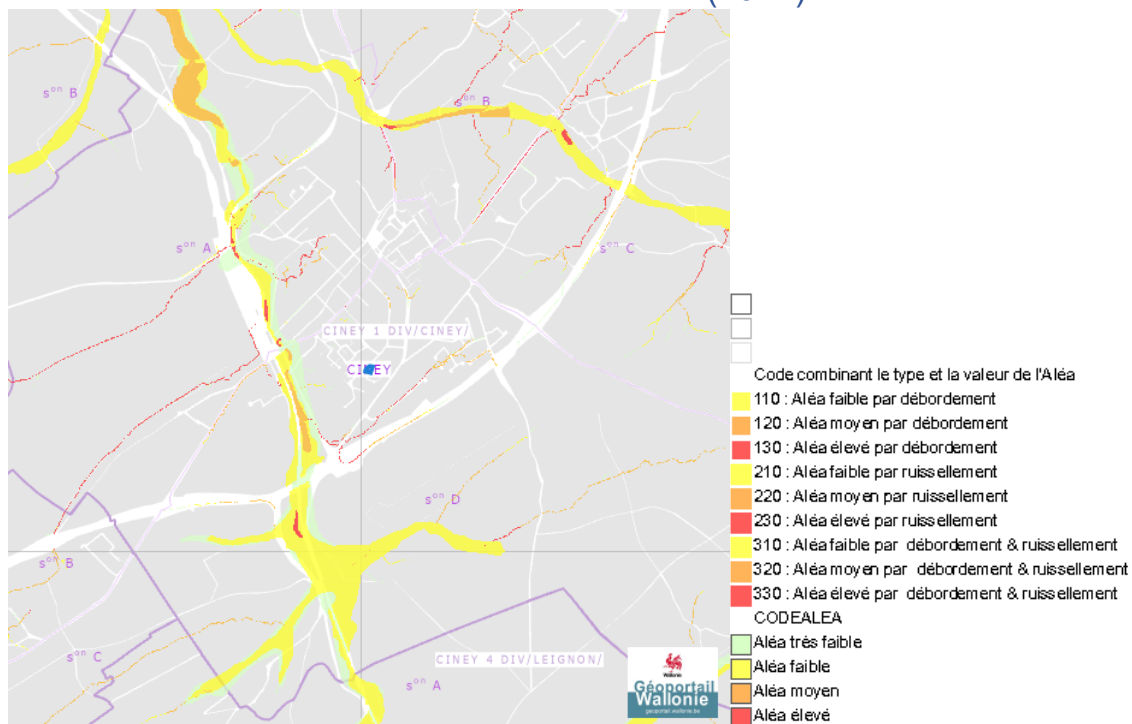 s on B
s on B
s on A
s on C
CINEY 1 DIV/CINEY/
CINEY
s on D
s on B
s on C
CINEY 4 DIV/LEIGNON/
s on A
Wallonie
Géoportail
Wallonie
geoportail.wallonie.be
Code combinant le type et la valeur de l'Aléa
110 : Aléa faible par débordement
120 : Aléa moyen par débordement
130 : Aléa élevé par débordement
210 : Aléa faible par ruissellement
220 : Aléa moyen par ruissellement
230 : Aléa élevé par ruissellement
310 : Aléa faible par débordement & ruissellement
320 : Aléa moyen par débordement & ruissellement
330 : Aléa élevé par débordement & ruissellement
CODEALEA
Aléa très faible
Aléa faible
Aléa moyen
Aléa élevé